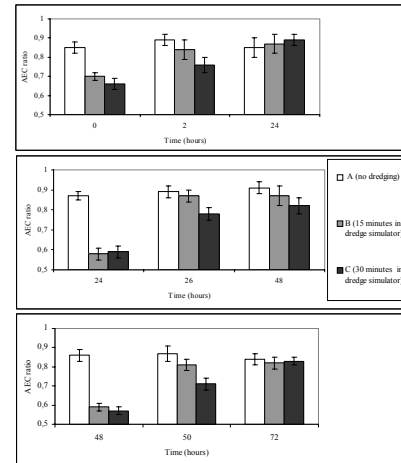 1
0,9
0,8
0,7
0,6
0,5
AEC ratio
0 2 24
Time (hours)
1
0,9
0,8
0,7
0,6
0,5
AEC ratio
24 26 48
Time (hours)
A (no dredging)
B (15 minutes in
dredge simulator)
C (30 minutes in
dredge simulator)
1
0,9
0,8
0,7
0,6
0,5
AEC ratio
48 50 72
Time (hours)